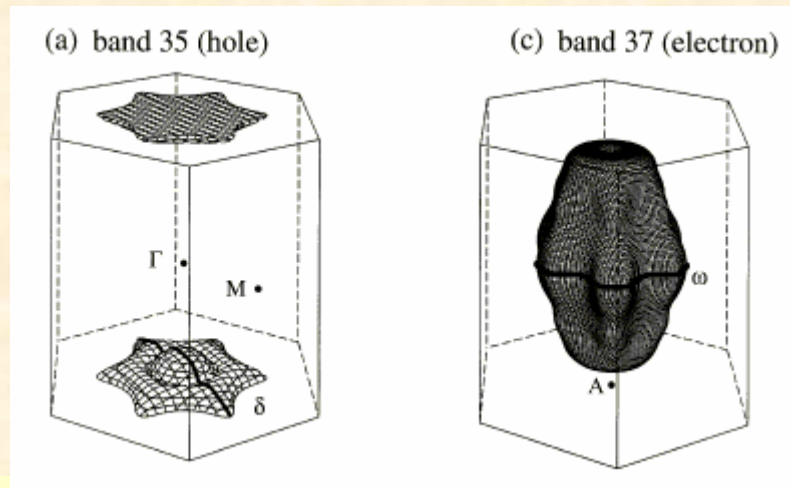 (a) band 35 (hole)
(c) band 37 (electron)
Γ
M
ω
A
δ